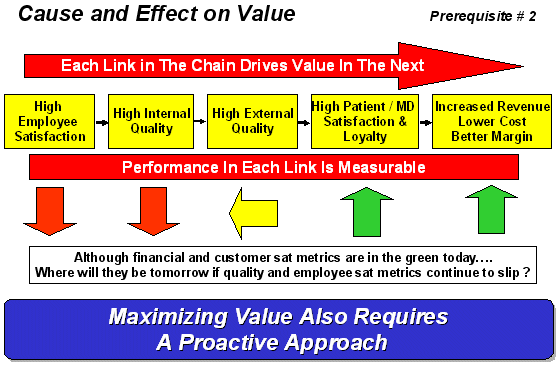 Cause and Effect on Value
Prerequisite # 2
Each Link in The Chain Drives Value In The Next
High
Employee
Satisfaction
High Internal
Quality
High External
Quality
High Patient / MD
Satisfaction &
Loyalty
Increased Revenue
Lower Cost
Better Margin
Performance In Each Link Is Measurable
Although financial and customer sat metrics are in the green today....
Where will they be tomorrow if quality and employee sat metrics continue to slip ?
Maximizing Value Also Requires
A Proactive Approach